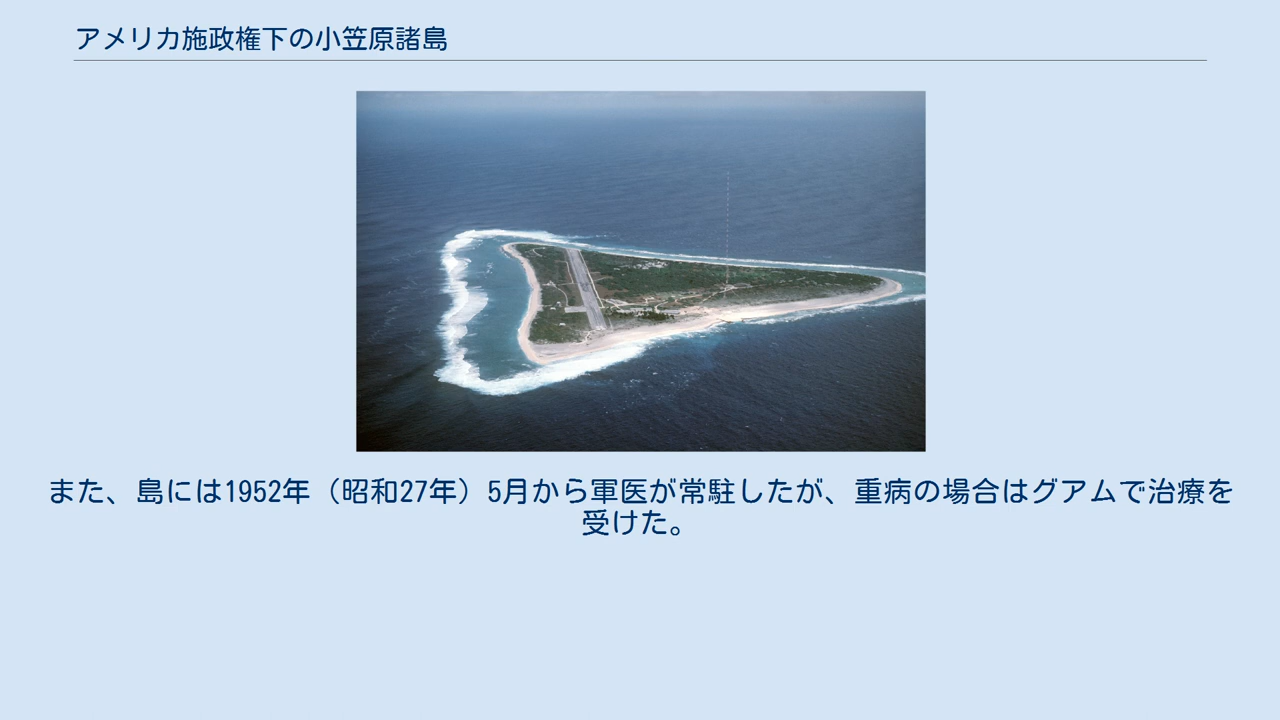 アメリカ施政権下の小笠原諸島
また、島には1952年（昭和27年）5月から軍医が常駐したが、重病の場合はグアムで治療を
受けた。